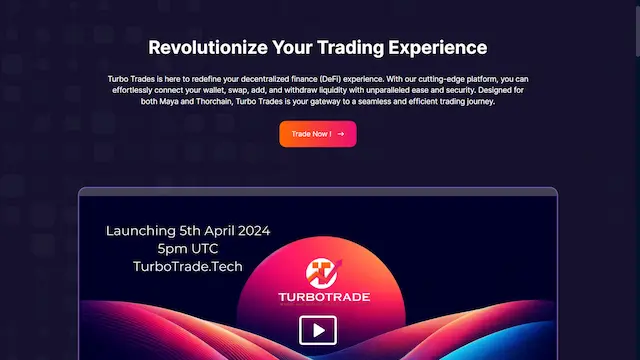 Revolutionize Your Trading Experience
Turbo Trades is here to redefine your decentralized finance (DeFi) experience. With our cutting-edge platform, you can
effortlessly connect your wallet, swap, add, and withdraw liquidity with unparalleled ease and security. Designed for
both Maya and Thorchain, Turbo Trades is your gateway to a seamless and efficient trading journey.
Trade Now ! →
Launching 5th April 2024
5pm UTC
TurboTrade.Tech
TURBOTRADE